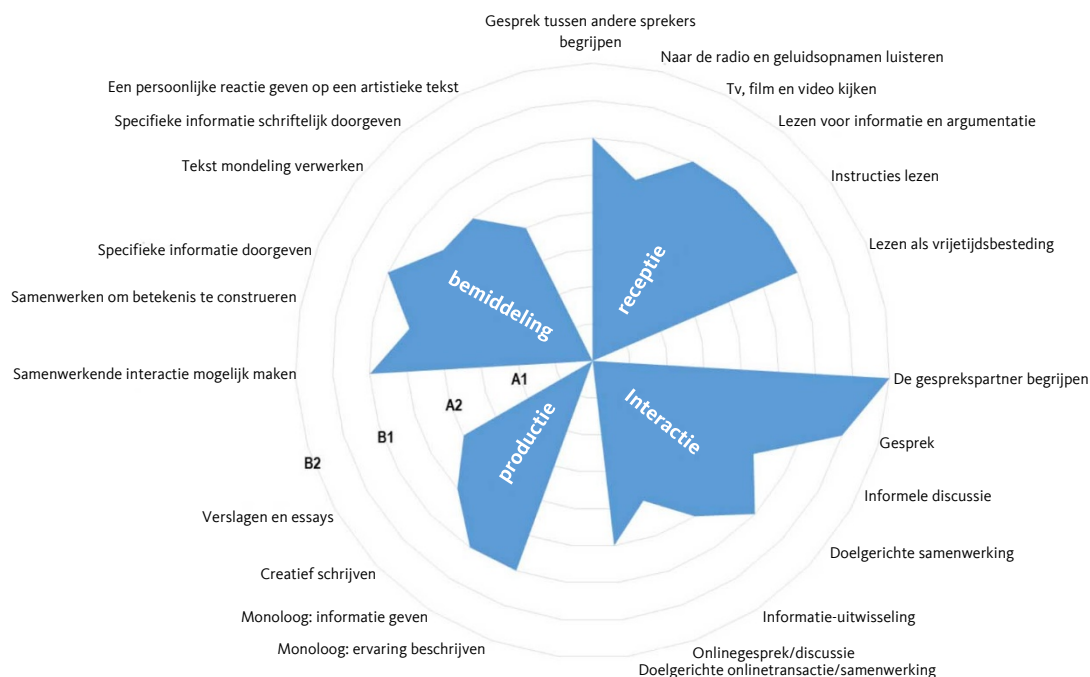 Gesprek tussen andere sprekers
begrijpen
Naar de radio en geluidsopnamen luisteren
Tv, film en video kijken
Lezen voor informatie en argumentatie
Instructies lezen
Lezen als vrijetijdsbesteding
De gesprekspartner begrijpen
Gesprek
Informele discussie
Doelgerichte samenwerking
Informatie-uitwisseling
Onlinegesprek/discussie
Doelgerichte onlinetransactie/samenwerking
Monoloog: ervaring beschrijven
Monoloog: informatie geven
Creatief schrijven
Verslagen en essays
Samenwerkende interactie mogelijk maken
Samenwerken om betekenis te construeren
Specifieke informatie doorgeven
Tekst mondeling verwerken
Specifieke informatie schriftelijk doorgeven
Een persoonlijke reactie geven op een artistieke tekst
receptie
Interactie
productie
bemiddeling
A1
A2
B1
B2